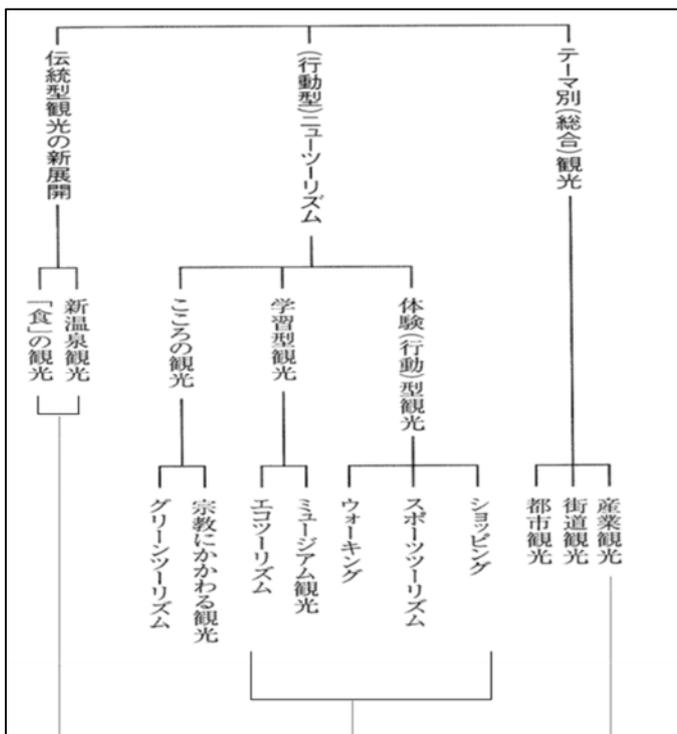 テーマ別(総合)観光
(行動型)ニューツーリズム
伝統型観光の新展開
体験(行動)型観光
学習型観光
こころの観光
新温泉観光
「食」の観光
産業観光
街道観光
都市観光
ショッピング
スポーツツーリズム
ウォーキング
ミュージアム観光
エコツーリズム
宗教にかかわる観光
グリーンツーリズム